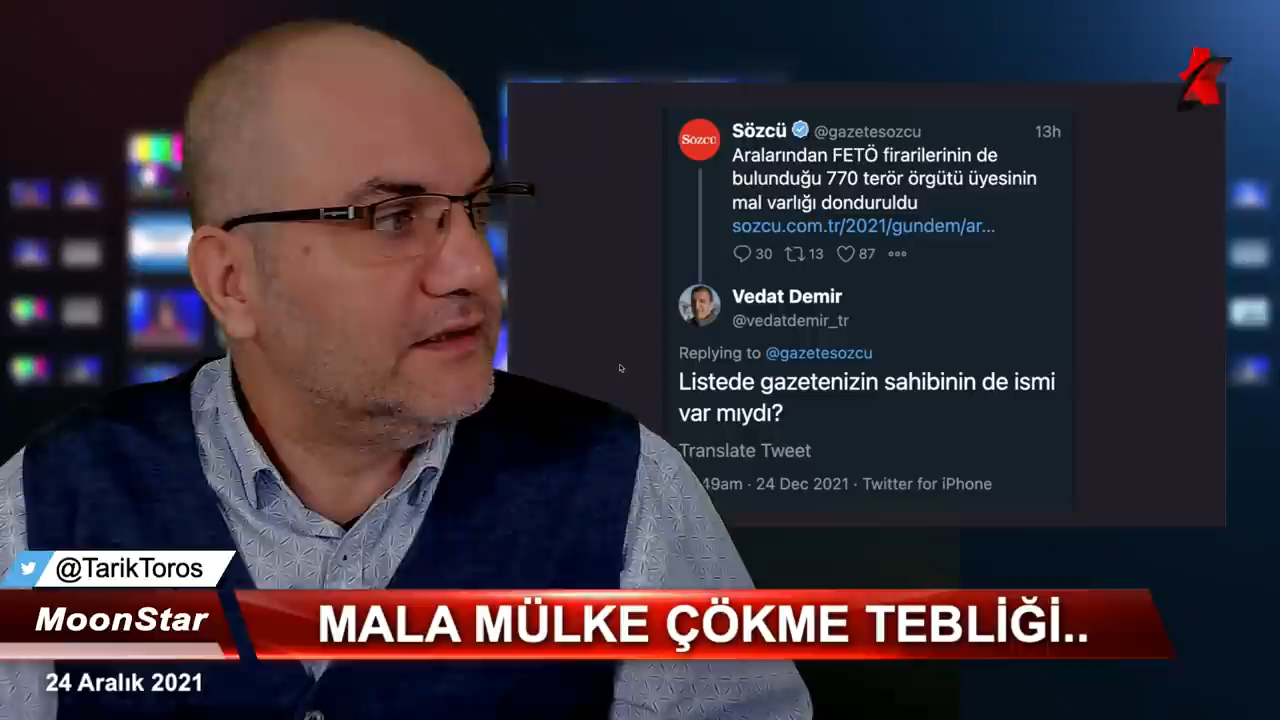 Sözcü @gazetesozcu 13h
SÖZCÜ
Aralarından FETÖ firarilerinin de
bulunduğu 770 terör örgütü üyesinin
mal varlığı donduruldu
sozcu.com.tr/2021/gundem/ar...
30 13 87
Vedat Demir
@vedatdemir_tr
Replying to @gazetesozcu
Listede gazetenizin sahibinin de ismi
var mıydı?
Translate Tweet
49am · 24 Dec 2021 · Twitter for iPhone
@TarikToros
MoonStar
MALA MÜLKE ÇÖKME TEBLİĞİ..
24 Aralık 2021